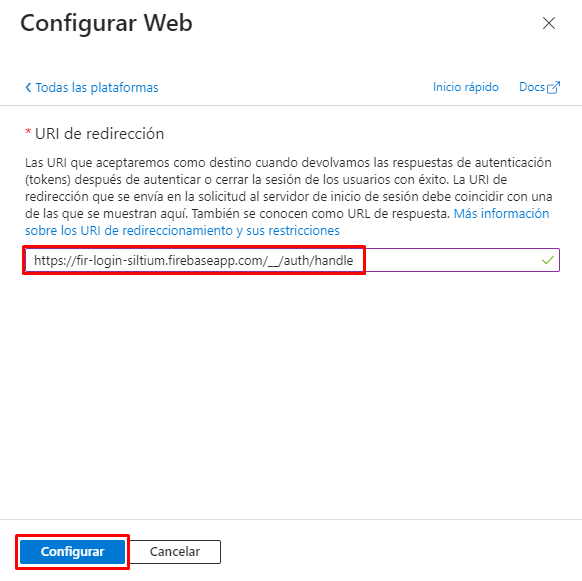 Configurar Web
Todas las plataformas
Inicio rápido
Docs
* URI de redirección
Las URI que aceptaremos como destino cuando devolvamos las respuestas de autenticación
(tokens) después de autenticar o cerrar la sesión de los usuarios con éxito. La URI de
redirección que se envía en la solicitud al servidor de inicio de sesión debe coincidir con una
de las que se muestran aquí. También se conocen como URL de respuesta. Más información
sobre los URI de redireccionamiento y sus restricciones
https://fir-login-siltium.firebaseapp.com/__/auth/handle
Configurar
Cancelar